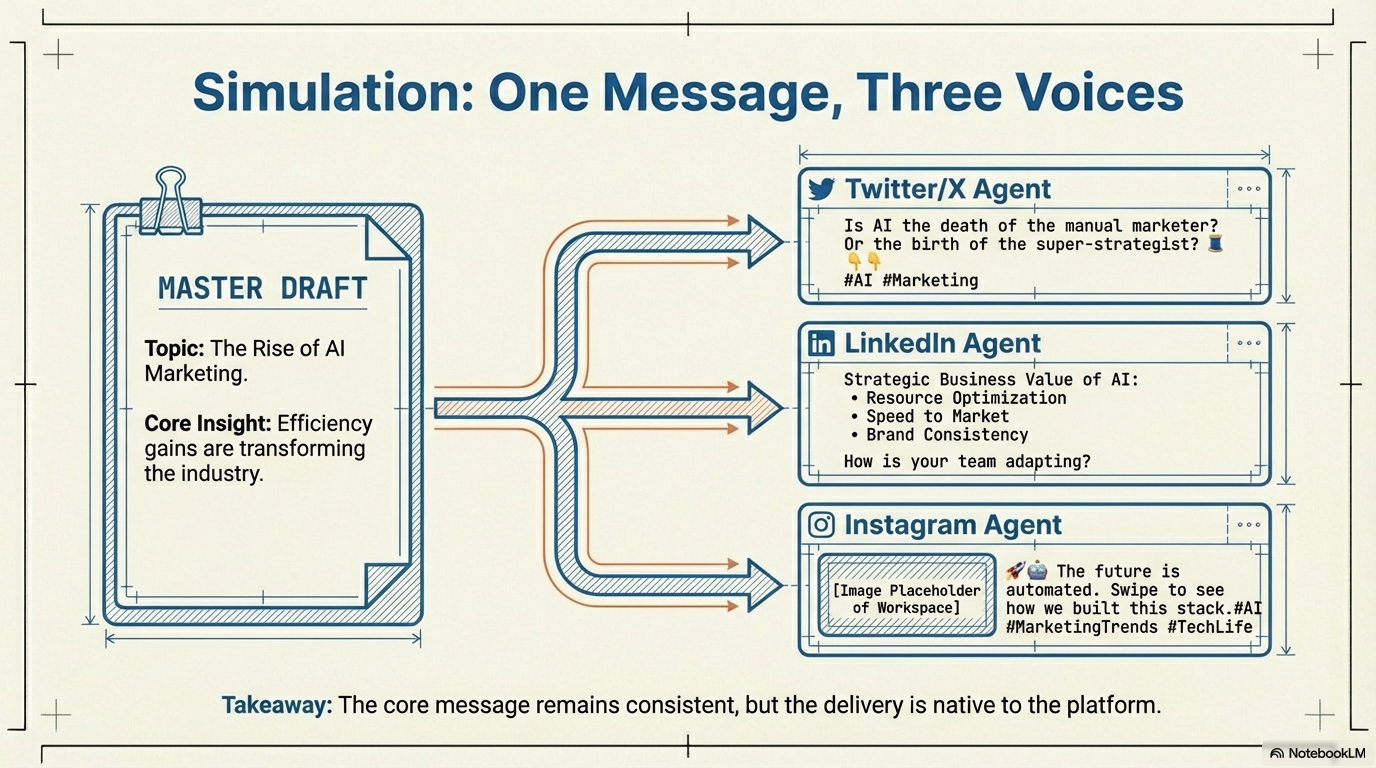 Simulation: One Message, Three Voices
MASTER DRAFT
Topic: The Rise of AI
Marketing.
Core Insight: Efficiency
gains are transforming
the industry.
Twitter/X Agent
Is AI the death of the manual marketer?
Or the birth of the super-strategist? 🧵
👇👇
#AI #Marketing
LinkedIn Agent
Strategic Business Value of AI:
• Resource Optimization
• Speed to Market
• Brand Consistency
How is your team adapting?
Instagram Agent
[Image Placeholder
of Workspace]
🚀🤖 The future is
automated. Swipe to see
how we built this stack.#AI
#MarketingTrends #TechLife
Takeaway: The core message remains consistent, but the delivery is native to the platform.
NotebookLM